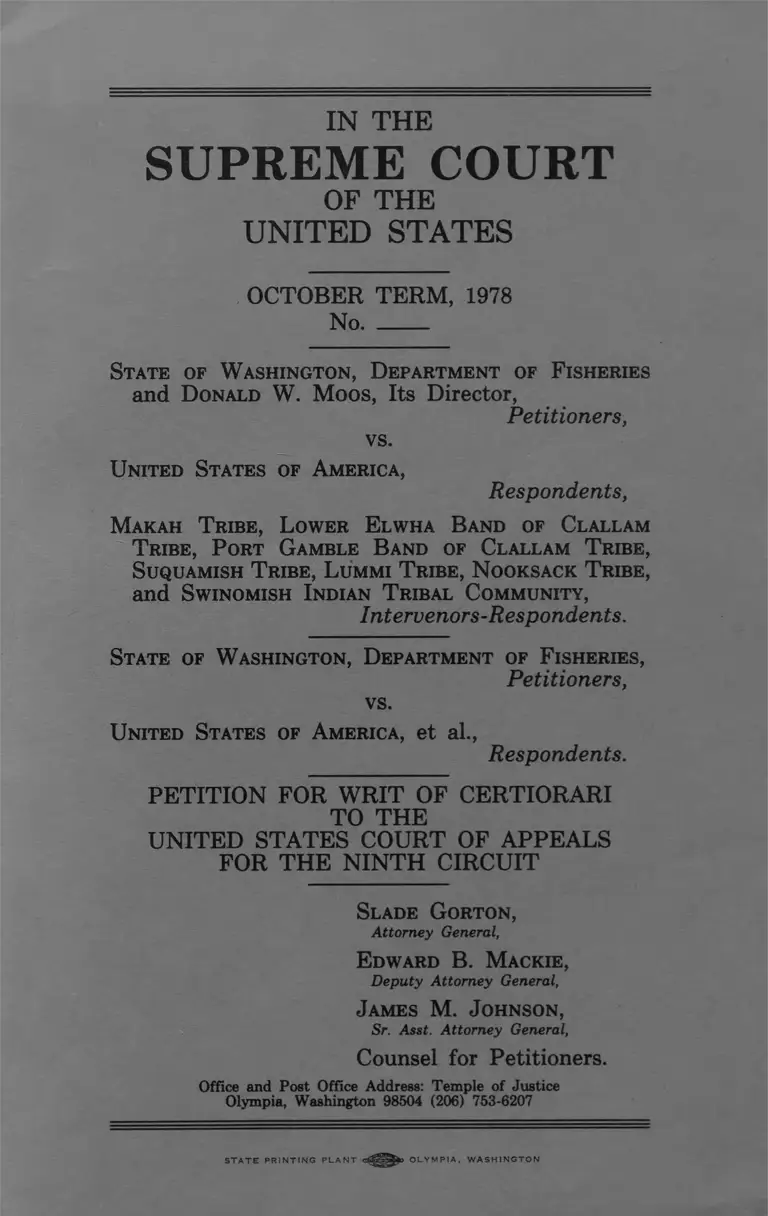 IN THE
SUPREME COURT
OF THE
UNITED STATES
OCTOBER TERM, 1978
No. ____
STATE OF WASHINGTON, DEPARTMENT OF FISHERIES
and DONALD W. MOOS, Its Director,
Petitioners,
vs.
UNITED STATES OF AMERICA,
Respondents,
MAKAH TRIBE, LOWER ELWHA BAND OF CLALLAM
TRIBE, PORT GAMBLE BAND OF CLALLAM TRIBE,
SUQUAMISH TRIBE, LUMMI TRIBE, NOOKSACK TRIBE,
and SWINOMISH INDIAN TRIBAL COMMUNITY,
Intervenors-Respondents.
STATE OF WASHINGTON, DEPARTMENT OF FISHERIES,
Petitioners,
vs.
UNITED STATES OF AMERICA, et al.,
Respondents.
PETITION FOR WRIT OF CERTIORARI
TO THE
UNITED STATES COURT OF APPEALS
FOR THE NINTH CIRCUIT
SLADE GORTON,
Attorney General,
EDWARD B. MACKIE,
Deputy Attorney General,
JAMES M. JOHNSON,
Sr. Asst. Attorney General,
Counsel for Petitioners.
Office and Post Office Address: Temple of Justice
Olympia, Washington 98504 (206) 753-6207
STATE PRINTING PLANT OLYMPIA, WASHINGTON